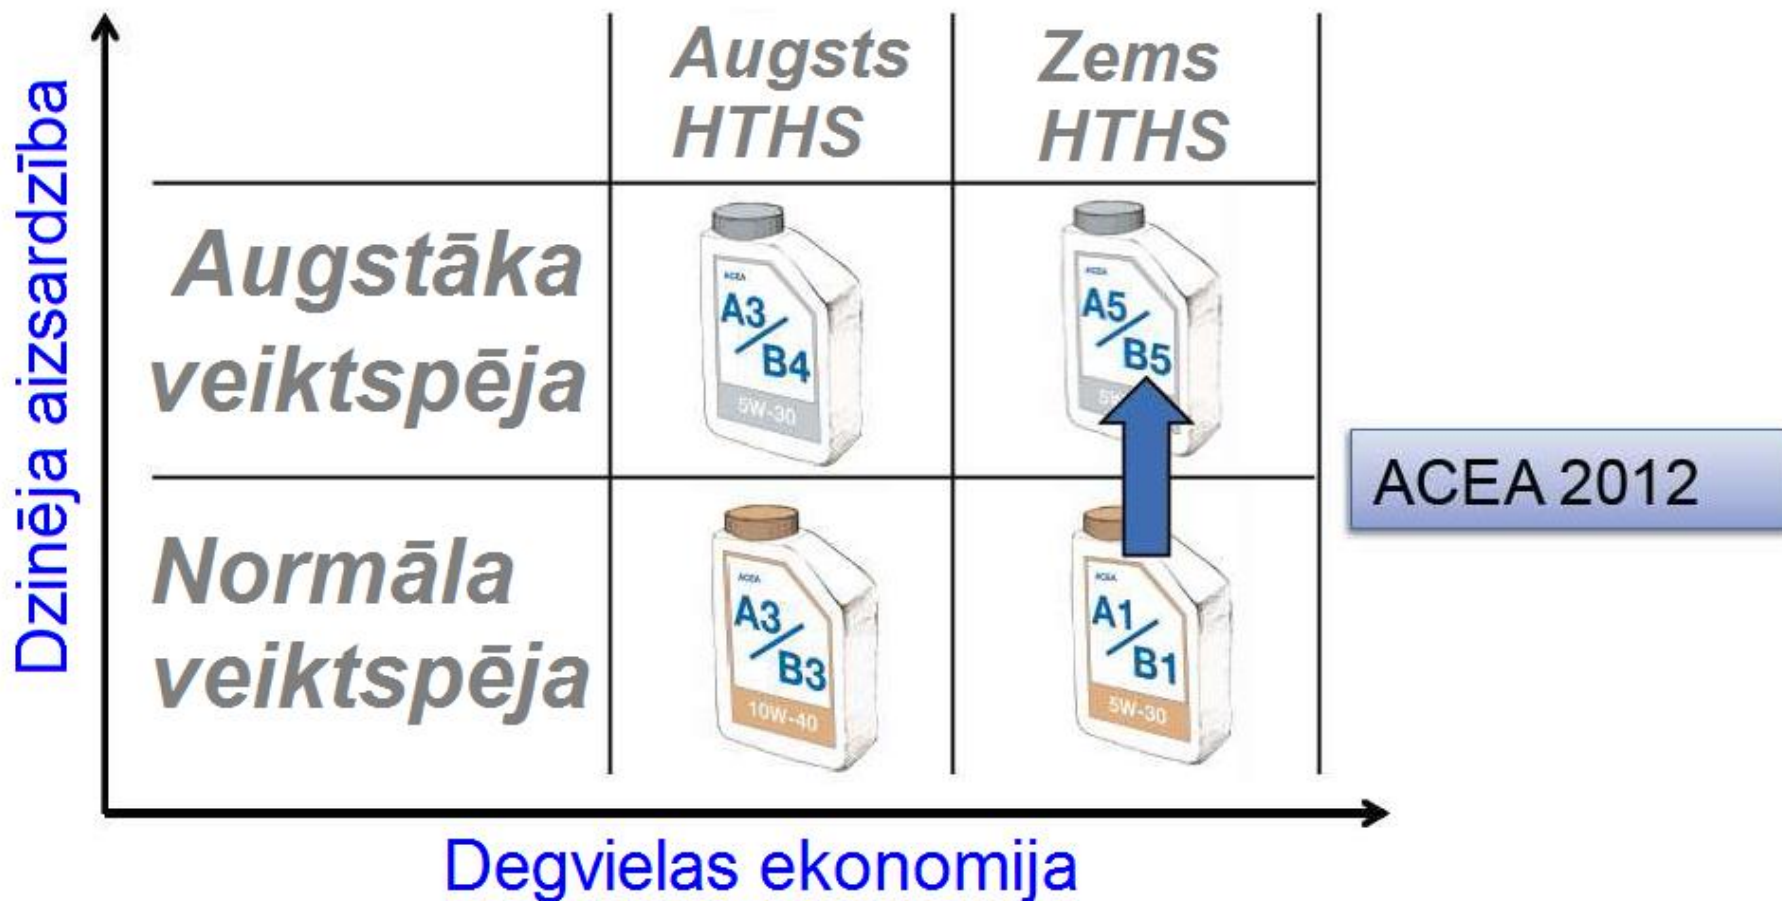 Dzinēja aizsardzība
Augsts
HTHS
Zems
HTHS
Augstāka
veiktspēja
ACEA
A3/B4
5W-30
ACEA
A5/B5
Normāla
veiktspēja
ACEA
A3/B3
10W-40
ACEA
A1/B1
5W-30
ACEA 2012
Degvielas ekonomija